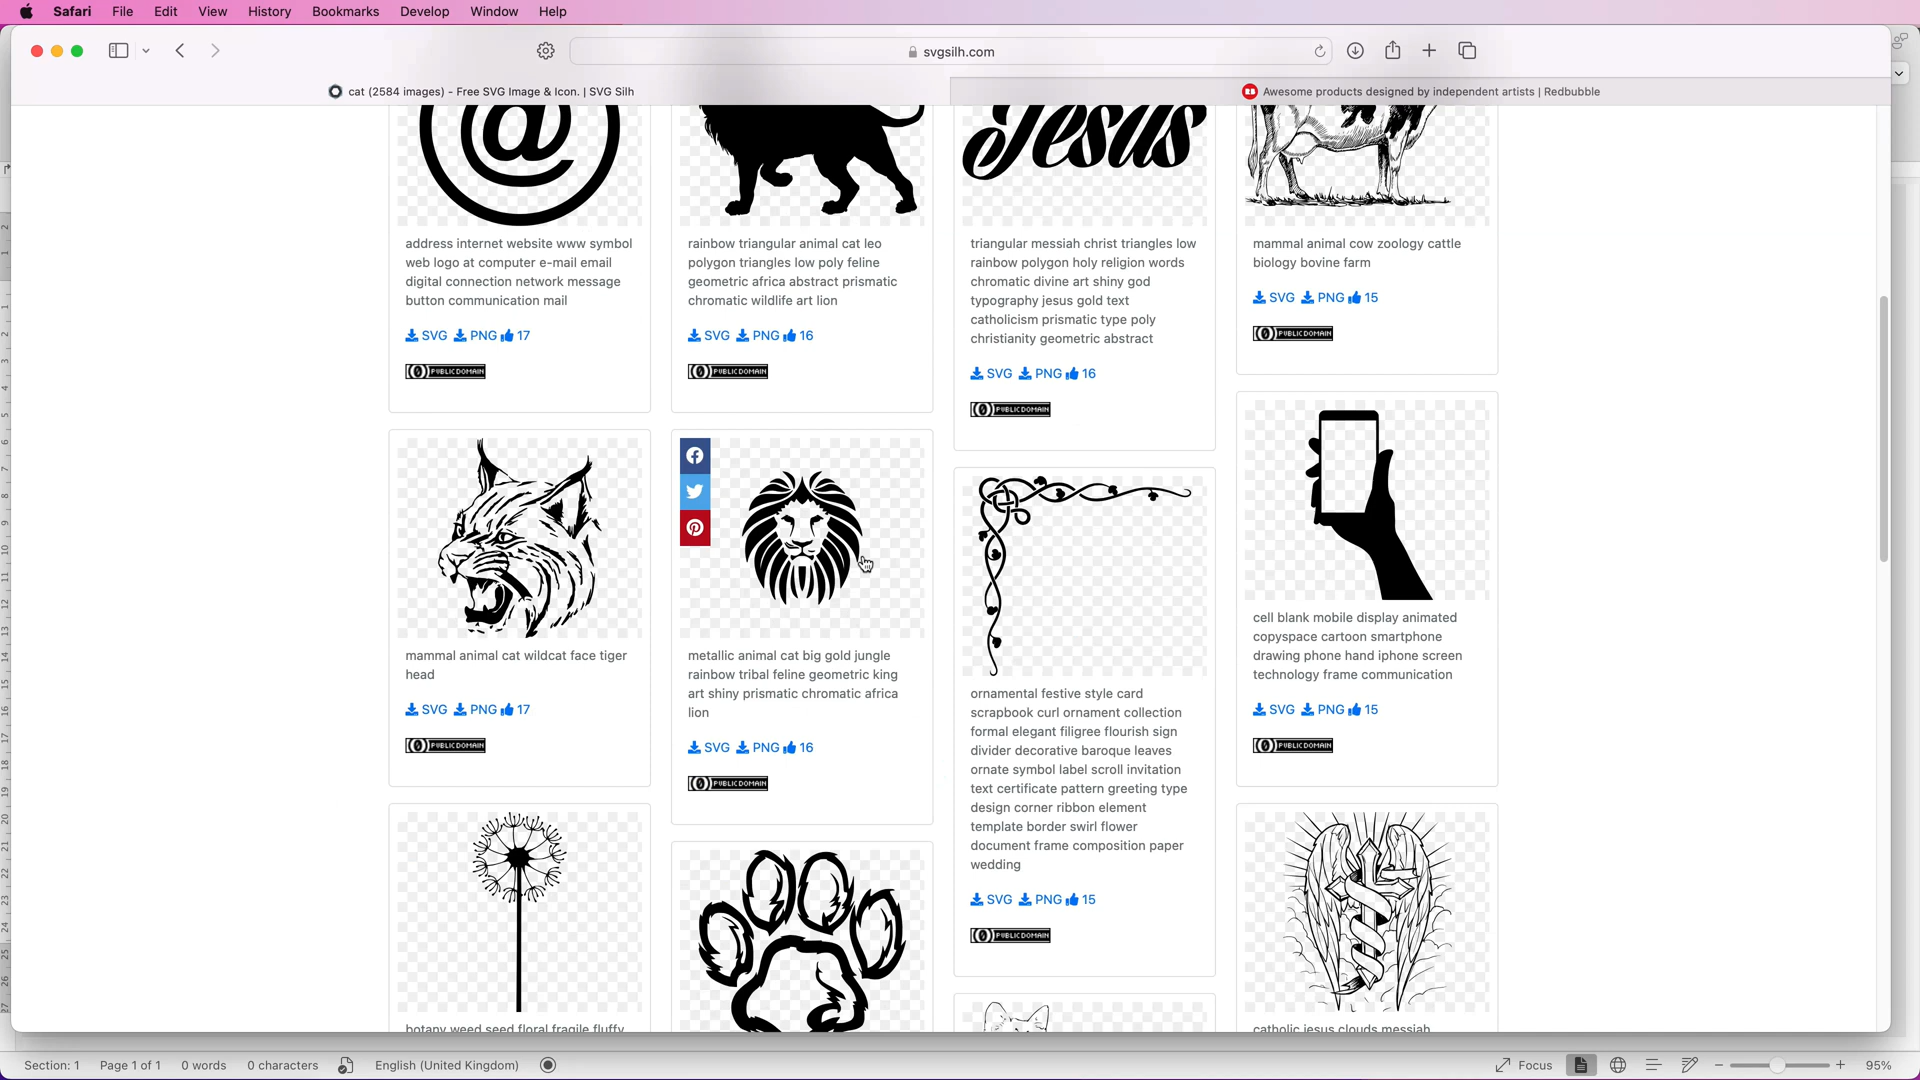 Safari File Edit View History Bookmarks Develop Window Help
svgsilh.com
cat (2584 images) - Free SVG Image & Icon. | SVG Silh
Awesome products designed by independent artists | Redbubble
@
Jesus
address internet website www symbol
web logo at computer e-mail email
digital connection network message
button communication mail
SVG PNG 17
PUBLIC DOMAIN
rainbow triangular animal cat leo
polygon triangles low poly feline
geometric africa abstract prismatic
chromatic wildlife art lion
SVG PNG 16
PUBLIC DOMAIN
triangular messiah christ triangles low
rainbow polygon holy religion words
chromatic divine art shiny god
typography jesus gold text
catholicism prismatic type poly
christianity geometric abstract
SVG PNG 16
PUBLIC DOMAIN
mammal animal cow zoology cattle
biology bovine farm
SVG PNG 15
PUBLIC DOMAIN
mammal animal cat wildcat face tiger
head
SVG PNG 17
PUBLIC DOMAIN
metallic animal cat big gold jungle
rainbow tribal feline geometric king
art shiny prismatic chromatic africa
lion
SVG PNG 16
PUBLIC DOMAIN
ornamental festive style card
scrapbook curl ornament collection
formal elegant filigree flourish sign
divider decorative baroque leaves
ornate symbol label scroll invitation
text certificate pattern greeting type
design corner ribbon element
template border swirl flower
document frame composition paper
wedding
SVG PNG 15
PUBLIC DOMAIN
cell blank mobile display animated
copyspace cartoon smartphone
drawing phone hand iphone screen
technology frame communication
SVG PNG 15
PUBLIC DOMAIN
botany weed seed floral fragile fluffy
catholic jesus clouds messiah
Section: 1 Page 1 of 1 0 words 0 characters English (United Kingdom) Focus 95%